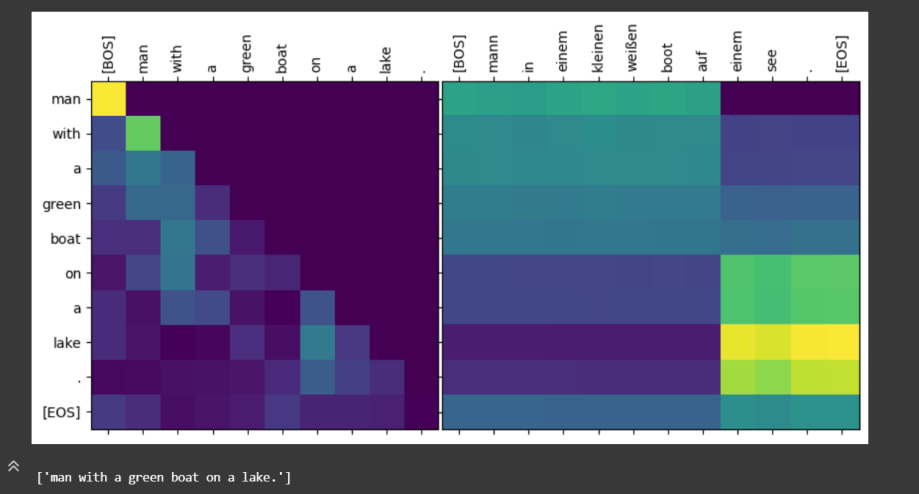 [BOS] man with a green boat on a lake . [BOS] mann in einem kleinen weißen boot auf einem see . [EOS]
man
with
a
green
boat
on
a
lake
.
[EOS]
['man with a green boat on a lake.']